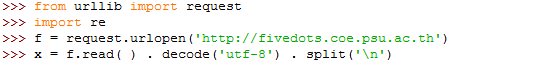 >>> from urllib import request
>>> import re
>>> f = request.urlopen('http://fivedots.coe.psu.ac.th')
>>> x = f.read( ) . decode('utf-8') . split('\n')